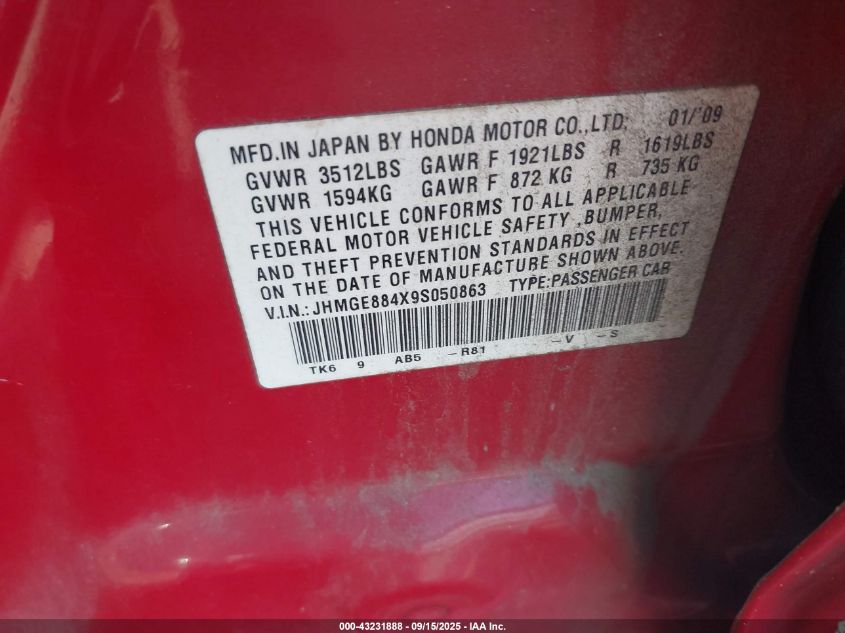 MFD.IN JAPAN BY HONDA MOTOR CO.,LTD, 01/'09
GVWR 3512LBS GAWR F 1921LBS R 1619LBS
GVWR 1594KG GAWR F 872 KG R 735 KG
THIS VEHICLE CONFORMS TO ALL APPLICABLE
FEDERAL MOTOR VEHICLE SAFETY ,BUMPER,
AND THEFT PREVENTION STANDARDS IN EFFECT
ON THE DATE OF MANUFACTURE SHOWN ABOVE.
V.I.N.: JHMGE884X9S050863 TYPE:PASSENGER CAR
TK6 9 AB5 -R81 -V -S
000-43231888 - 09/15/2025 - IAA Inc.